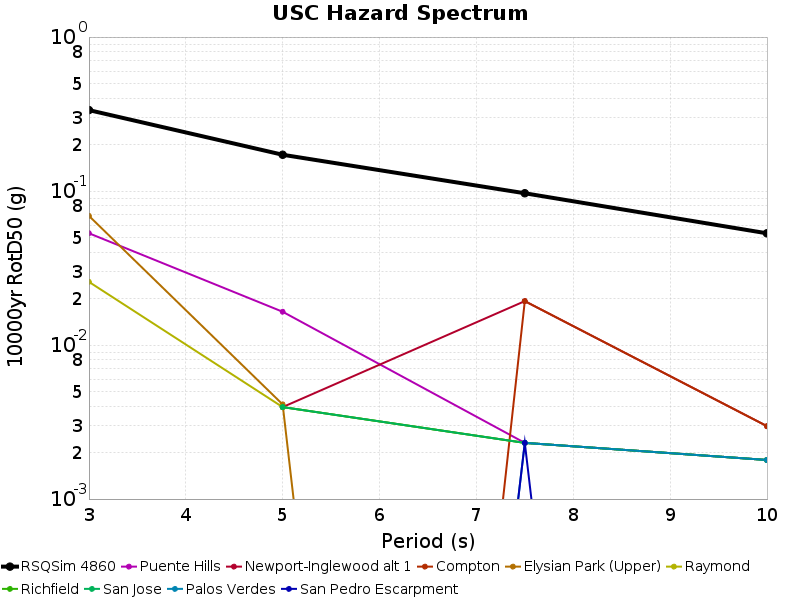 USC Hazard Spectrum
10^0
8
5
3
2
10^-1
8
5
3
2
10^-2
8
5
3
2
10^-3
10000yr RotD50 (g)
3 4 5 6 7 8 9 10
Period (s)
RSQSim 4860 Puente Hills Newport-Inglewood alt 1 Compton Elysian Park (Upper) Raymond
Richfield San Jose Palos Verdes San Pedro Escarpment